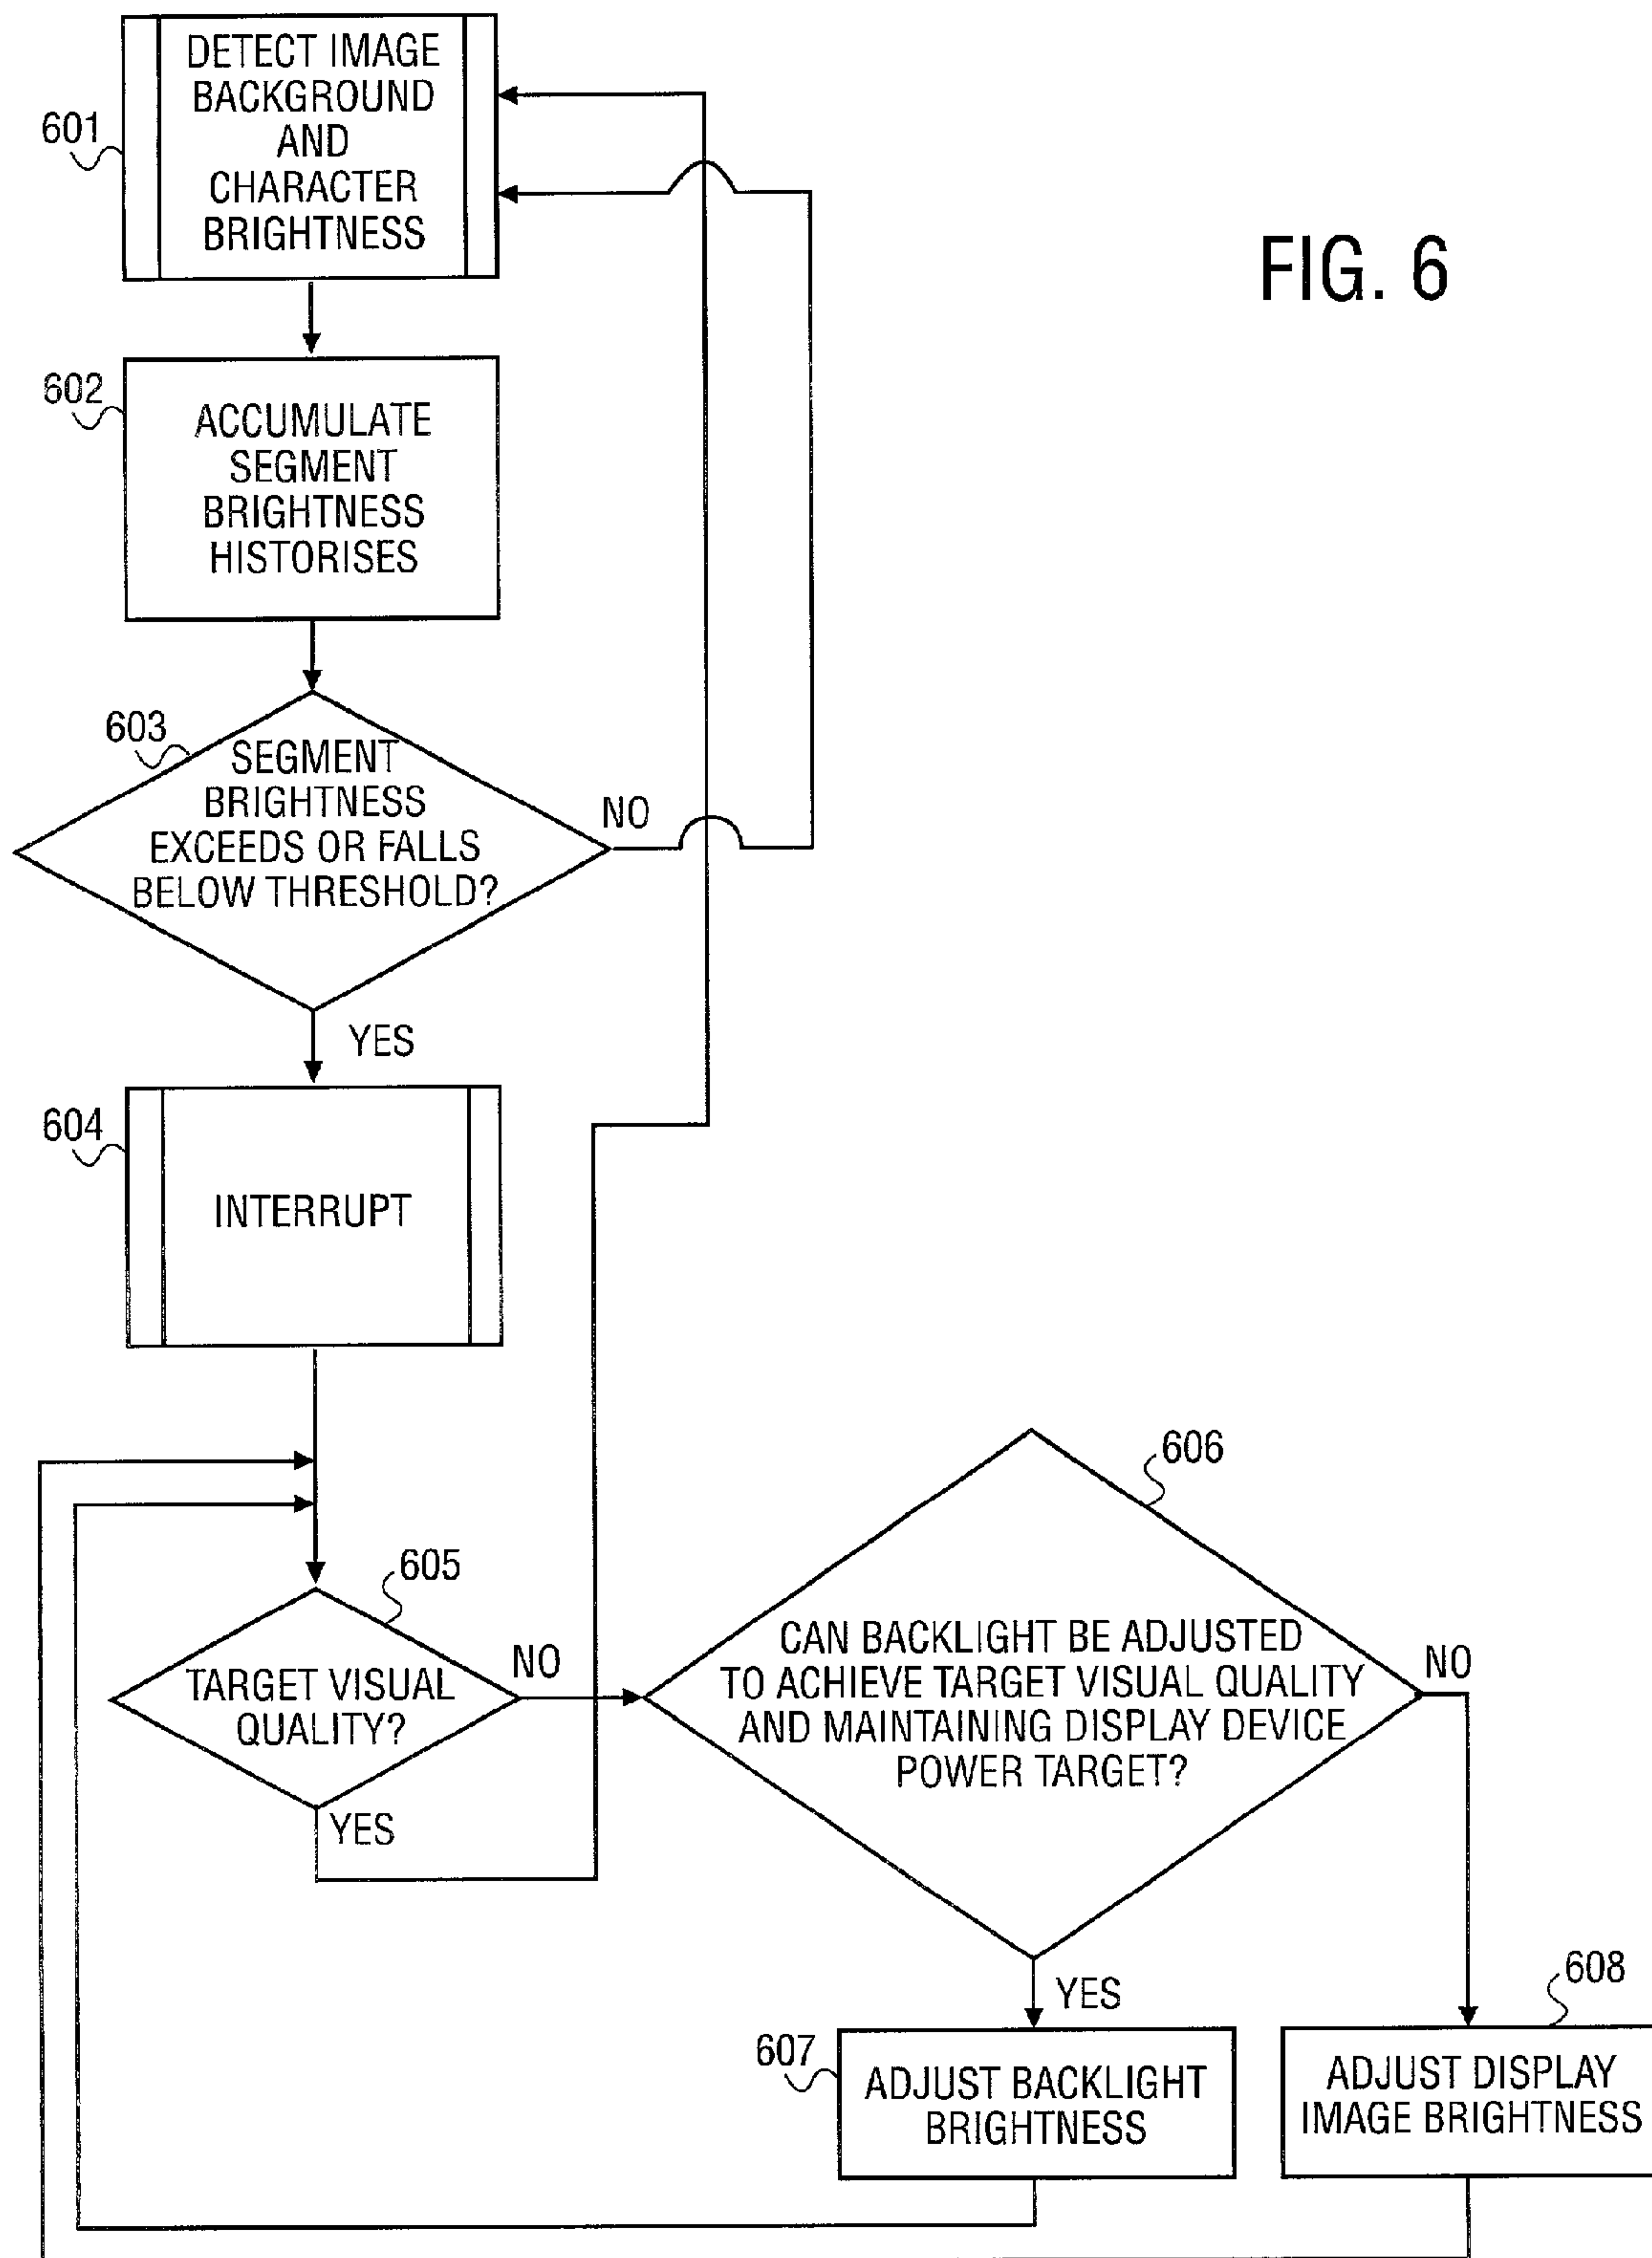 DETECT IMAGE
BACKGROUND
AND
CHARACTER
BRIGHTNESS
601
FIG. 6
602
ACCUMULATE
SEGMENT
BRIGHTNESS
HISTORISES
603
SEGMENT
BRIGHTNESS
EXCEEDS OR FALLS
BELOW THRESHOLD?
NO
YES
604
INTERRUPT
605
TARGET VISUAL
QUALITY?
NO
YES
606
CAN BACKLIGHT BE ADJUSTED
TO ACHIEVE TARGET VISUAL QUALITY
AND MAINTAINING DISPLAY DEVICE
POWER TARGET?
NO
YES
607
ADJUST BACKLIGHT
BRIGHTNESS
608
ADJUST DISPLAY
IMAGE BRIGHTNESS